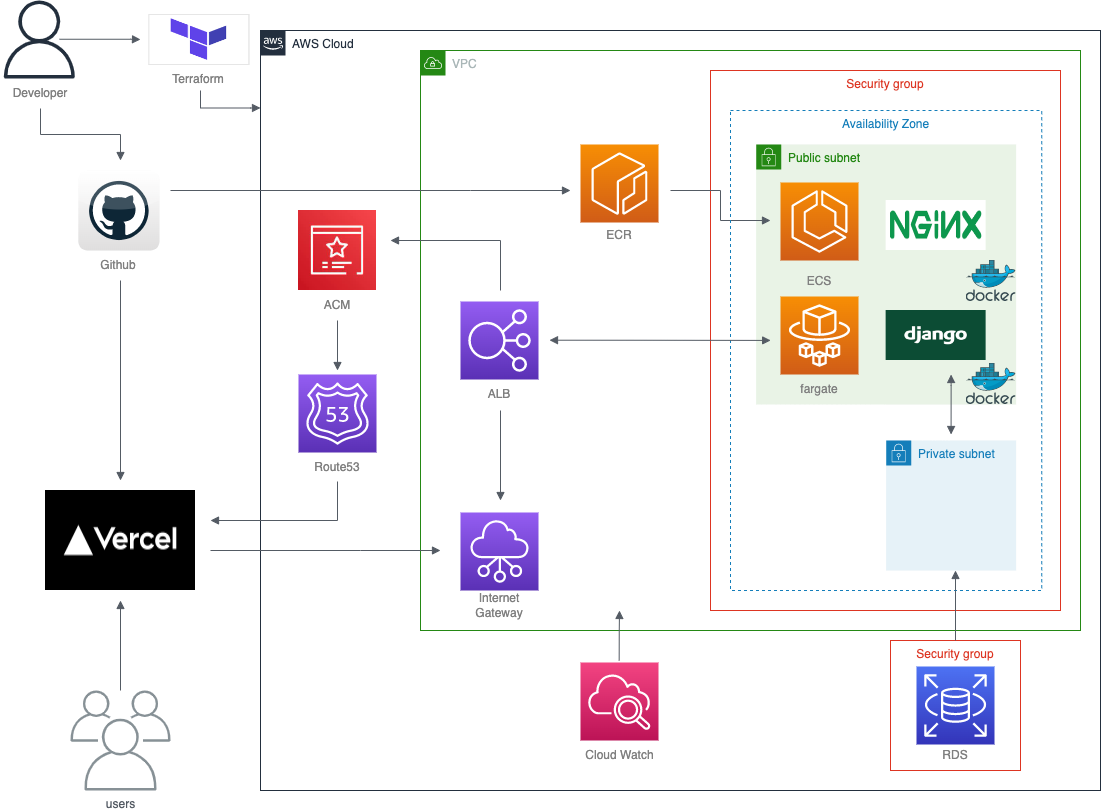 Developer
Terraform
aws
AWS Cloud
VPC
Security group
Availability Zone
Public subnet
ECR
ECS
NGiNX
docker
Github
ACM
ALB
fargate
django
docker
53
Route53
Private subnet
Vercel
Internet
Gateway
Security group
Cloud Watch
RDS
users